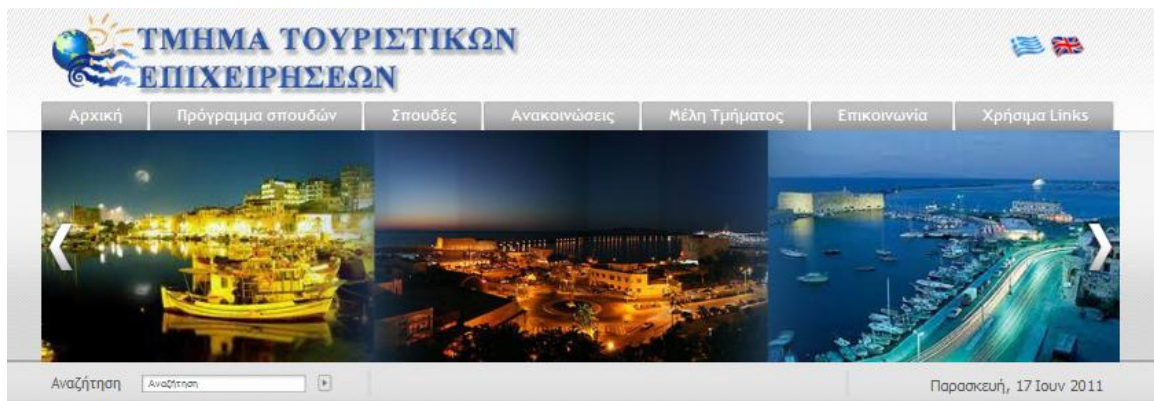 ΤΜΗΜΑ ΤΟΥΡΙΣΤΙΚΩΝ
ΕΠΙΧΕΙΡΗΣΕΩΝ
Αρχική Πρόγραμμα σπουδών Σπουδές Ανακοινώσεις Μέλη Τμήματος Επικοινωνία Χρήσιμα Links
Αναζήτηση Αναζήτηση Παρασκευή, 17 Ιουν 2011